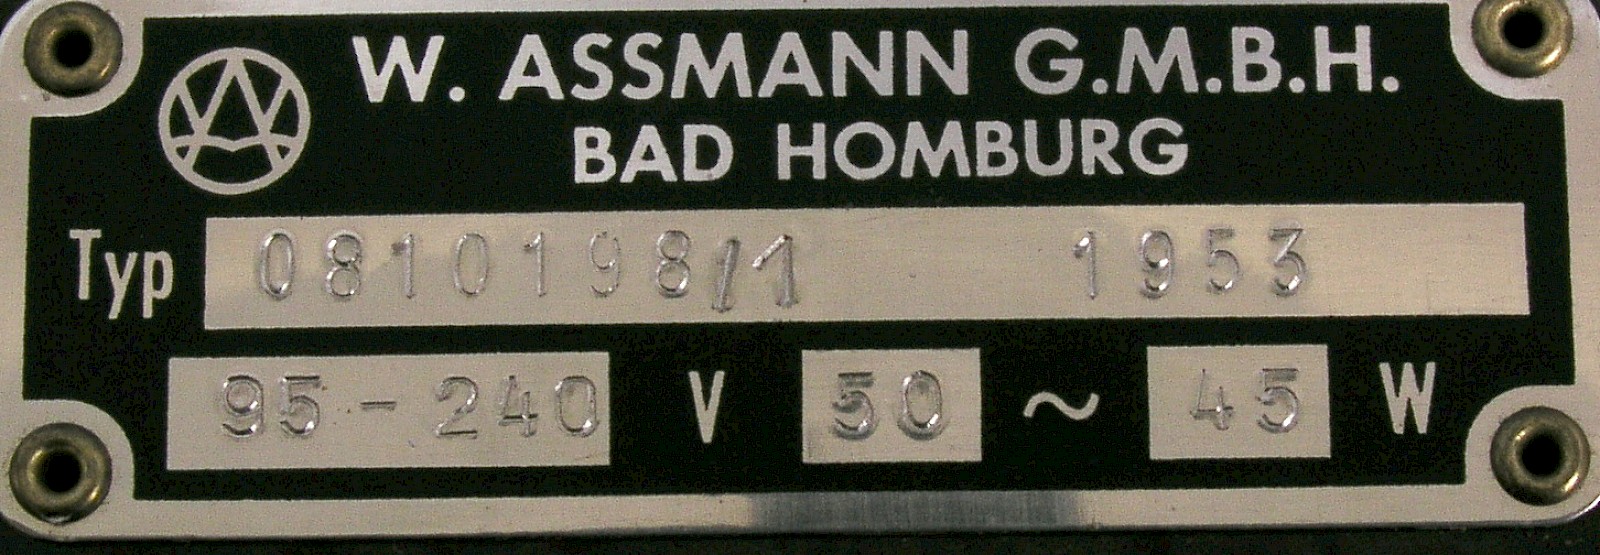 W. ASSMANN G.M.B.H.
BAD HOMBURG
Typ 0810198/1 1953
95-240 V 50 ~ 45 W